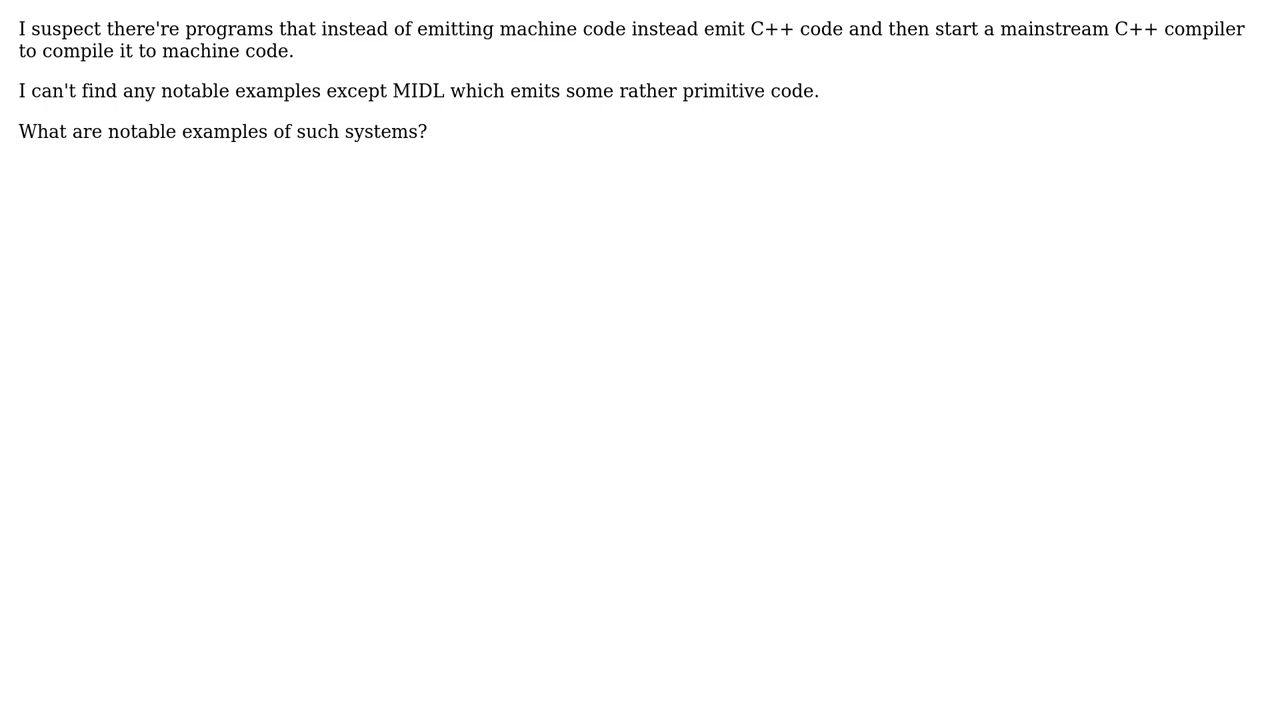 I suspect there're programs that instead of emitting machine code instead emit C++ code and then start a mainstream C++ compiler
to compile it to machine code.
I can't find any notable examples except MIDL which emits some rather primitive code.
What are notable examples of such systems?